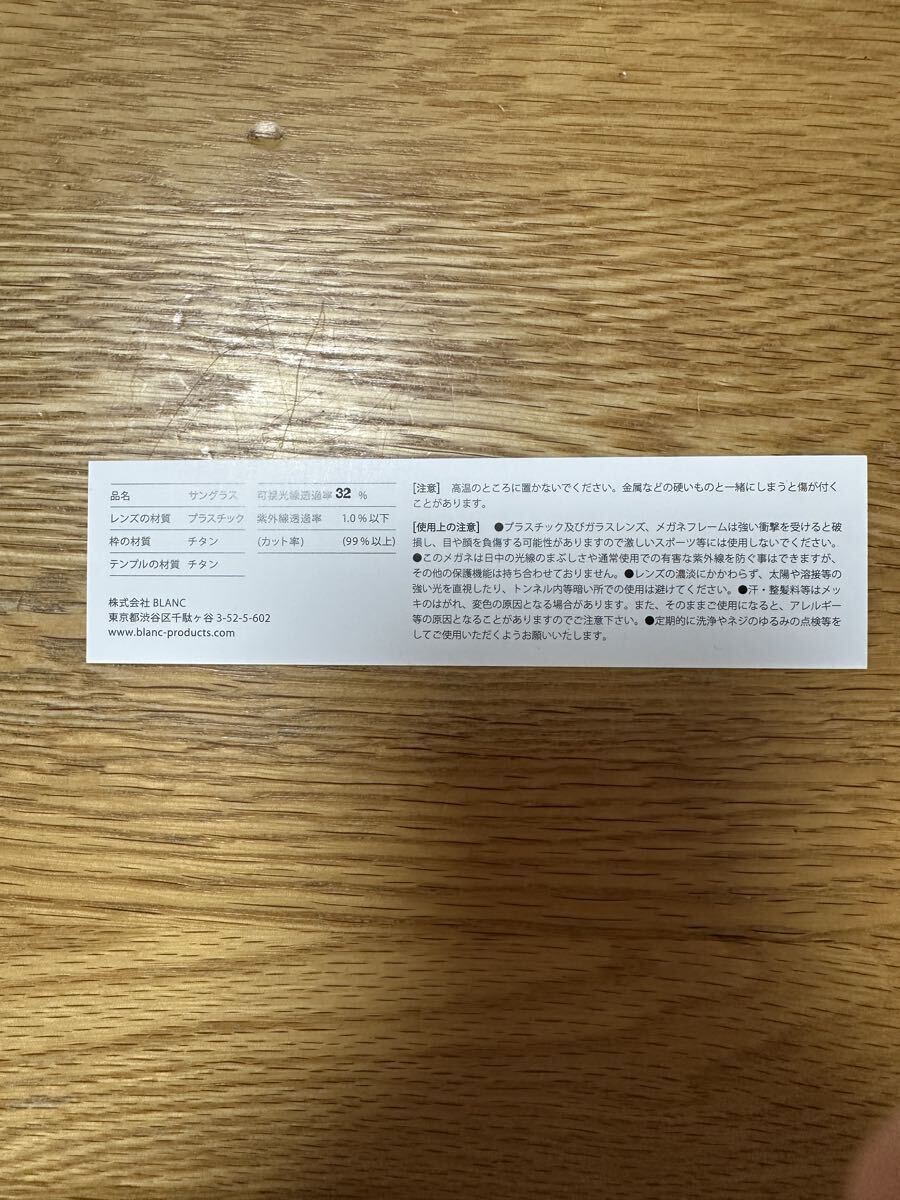 品名 サングラス
レンズの材質 プラスチック
枠の材質 チタン
テンプルの材質 チタン
可視光線透過率 32 %
紫外線透過率 1.0%以下
(カット率) (99%以上)
株式会社 BLANC
東京都渋谷区千駄ヶ谷 3-52-5-602
www.blanc-products.com
[注意] 高温のところに置かないでください。金属などの硬いものと一緒にしまうと傷が付く
ことがあります。
[使用上の注意] ●プラスチック及びガラスレンズ、メガネフレームは強い衝撃を受けると破
損し、目や顔を負傷する可能性がありますので激しいスポーツ等には使用しないでください。
●このメガネは日中の光線のまぶしさや通常使用での有害な紫外線を防ぐ事はできますが、
その他の保護機能は持ち合わせておりません。●レンズの濃淡にかかわらず、太陽や溶接等の
強い光を直視したり、トンネル内等暗い所での使用は避けてください。●汗・整髪料等はメッ
キのはがれ、変色の原因となる場合があります。また、そのままご使用になると、アレルギー
等の原因となることがありますのでご注意下さい。●定期的に洗浄やネジのゆるみの点検等を
してご使用いただくようお願いいたします。